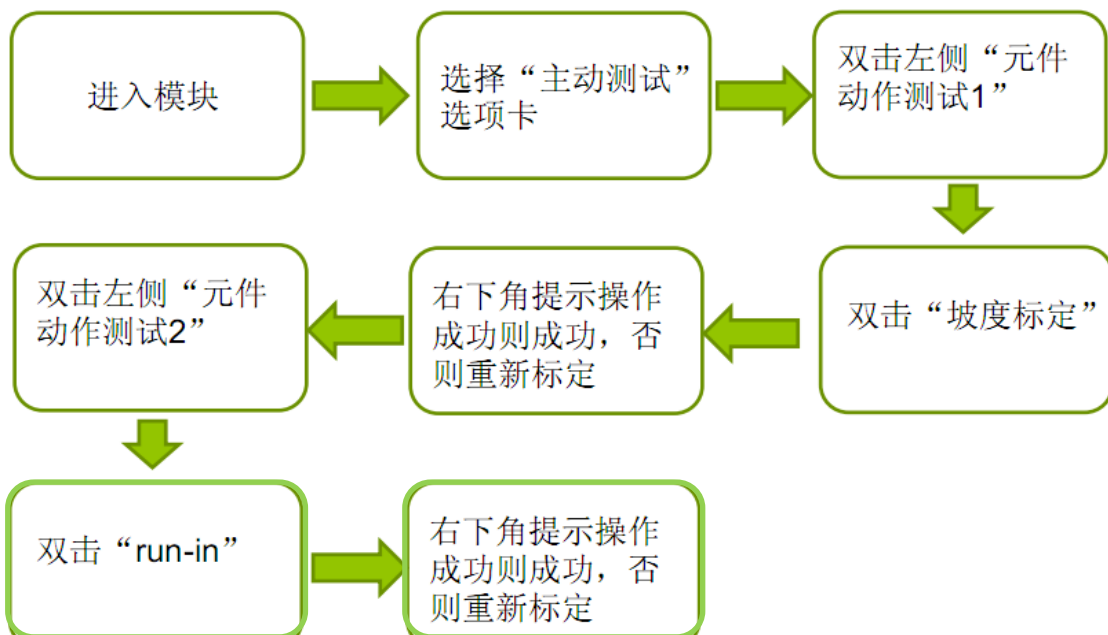 进入模块
选择“主动测试”
选项卡
双击左侧“元件
动作测试1”
双击“坡度标定”
右下角提示操作
成功则成功，否
则重新标定
双击左侧“元件
动作测试2”
双击“run-in”
右下角提示操作
成功则成功，否
则重新标定